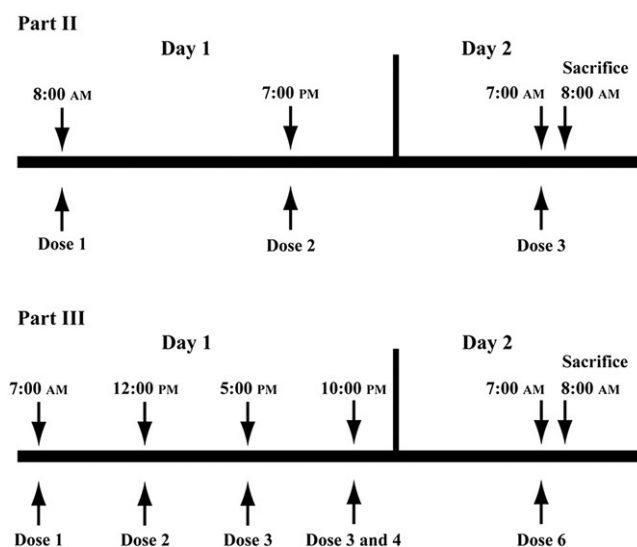 Part II
Day 1 Day 2
Sacrifice
8:00 AM 7:00 PM 7:00 AM 8:00 AM
Dose 1 Dose 2 Dose 3
Part III
Day 1 Day 2
Sacrifice
7:00 AM 12:00 PM 5:00 PM 10:00 PM 7:00 AM 8:00 AM
Dose 1 Dose 2 Dose 3 Dose 3 and 4 Dose 6